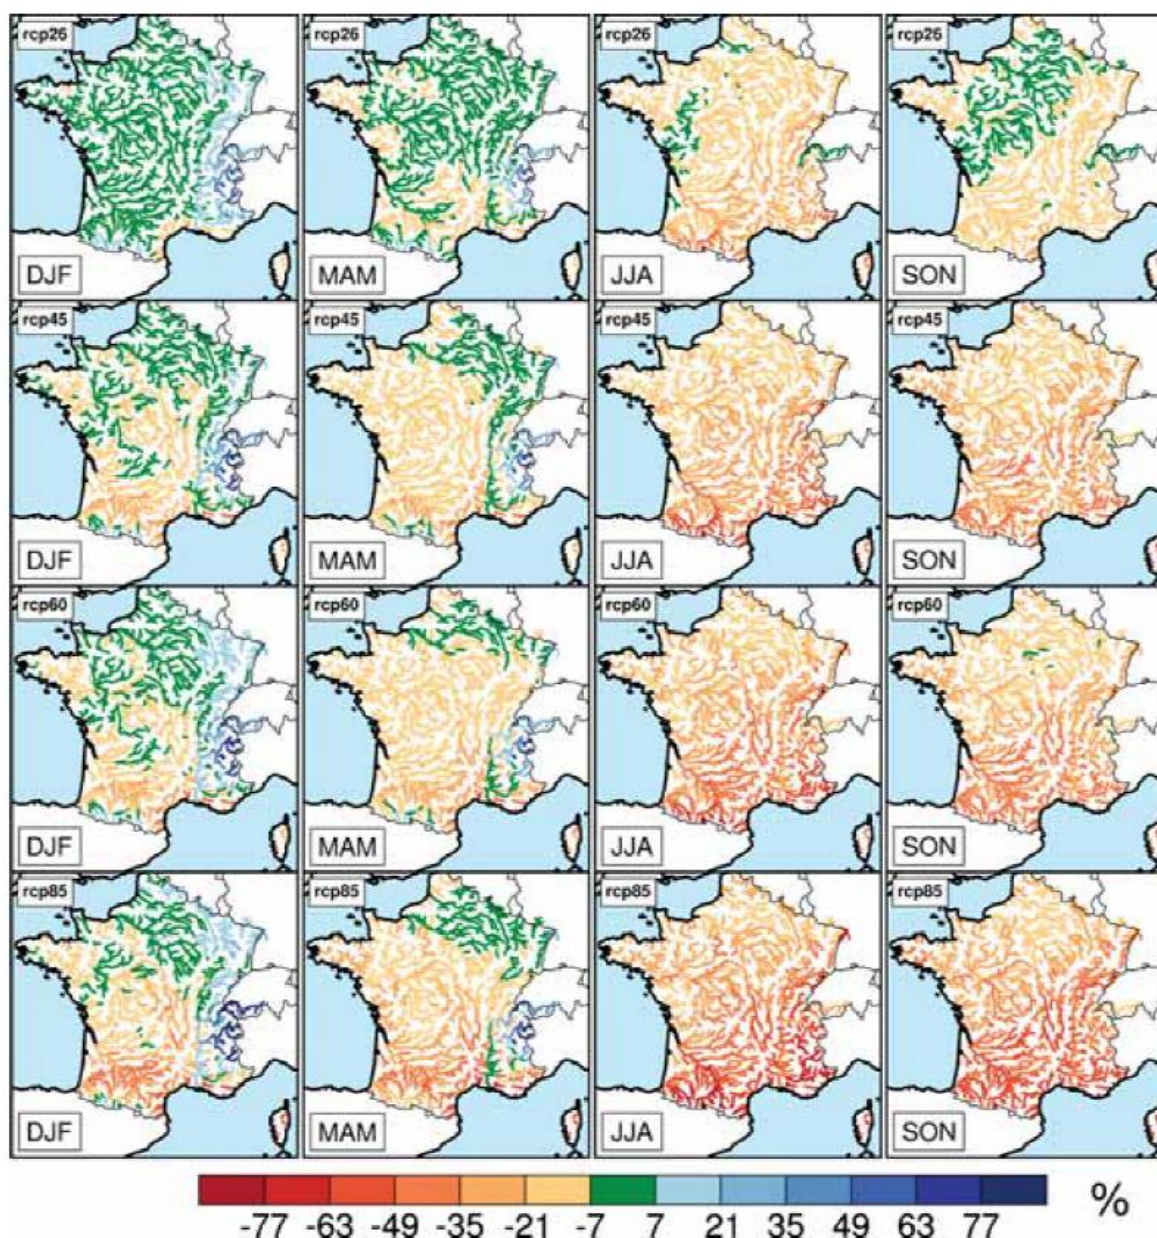 rcp26 rcp26 rcp26 rcp26
DJF MAM JJA SON
rcp45 rcp45 rcp45 rcp45
DJF MAM JJA SON
rcp60 rcp60 rcp60 rcp60
DJF MAM JJA SON
rcp85 rcp85 rcp85 rcp85
DJF MAM JJA SON
-77 -63 -49 -35 -21 -7 7 21 35 49 63 77 %